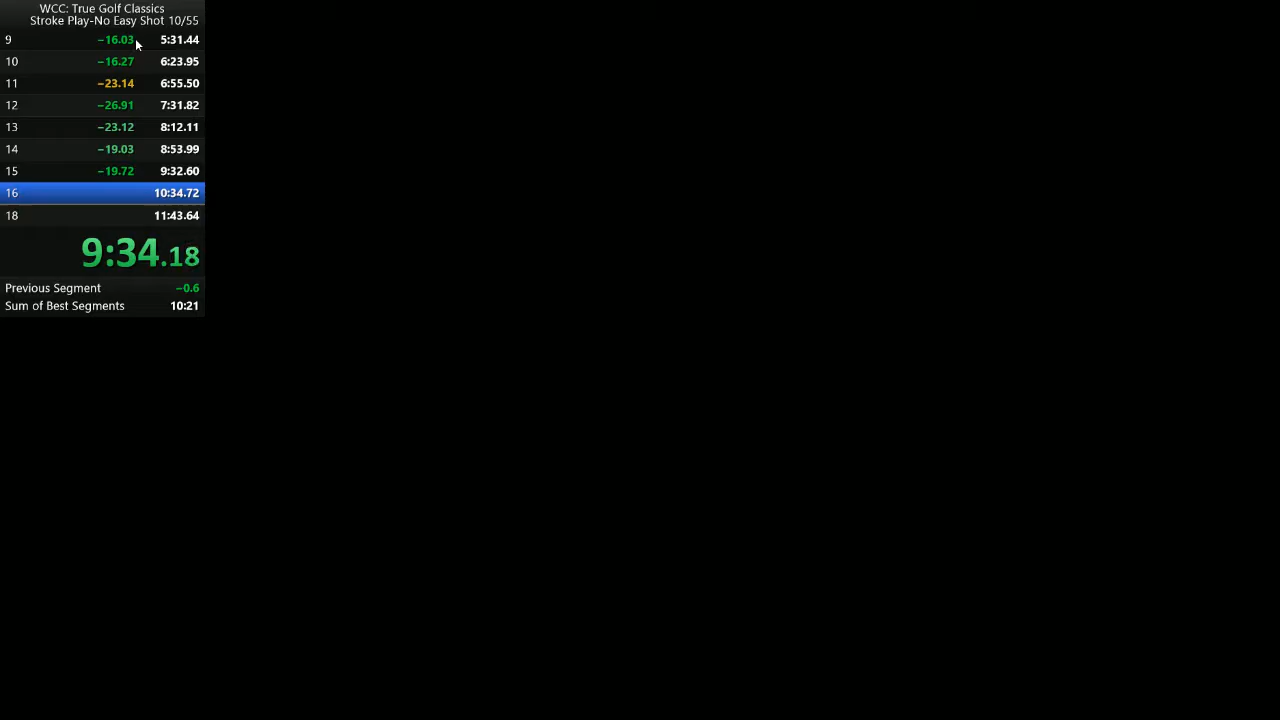 WCC: True Golf Classics
Stroke Play-No Easy Shot 10/55
9 −16.03 5:31.44
10 −16.27 6:23.95
11 −23.14 6:55.50
12 −26.91 7:31.82
13 −23.12 8:12.11
14 −19.03 8:53.99
15 −19.72 9:32.60
16 10:34.72
18 11:43.64
9:34.18
Previous Segment −0.6
Sum of Best Segments 10:21